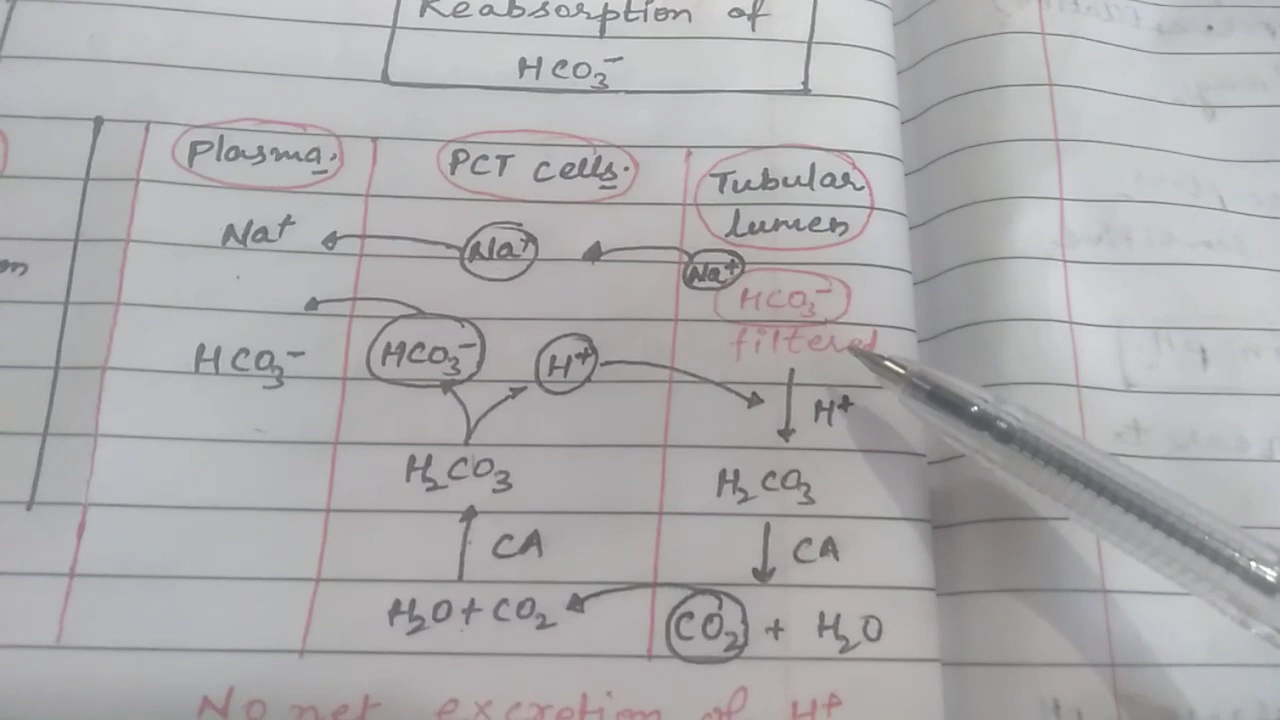 Reabsorption of
HCO₃⁻
Plasma.
PCT cells.
Tubular
lumen
Na⁺
Na⁺
Na⁺
HCO₃⁻
filtered
HCO₃⁻
HCO₃⁻
H⁺
H⁺
H₂CO₃
H₂CO₃
CA
CA
H₂O + CO₂
CO₂ + H₂O
No net excretion of H⁺